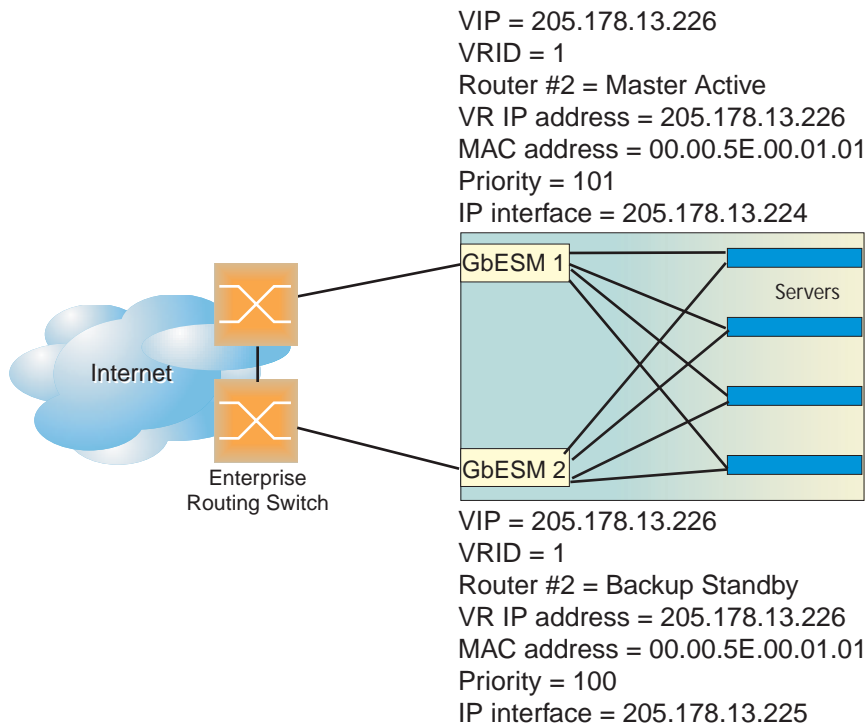 VIP = 205.178.13.226
VRID = 1
Router #2 = Master Active
VR IP address = 205.178.13.226
MAC address = 00.00.5E.00.01.01
Priority = 101
IP interface = 205.178.13.224
GbESM 1
Servers
Internet
GbESM 2
Enterprise
Routing Switch
VIP = 205.178.13.226
VRID = 1
Router #2 = Backup Standby
VR IP address = 205.178.13.226
MAC address = 00.00.5E.00.01.01
Priority = 100
IP interface = 205.178.13.225